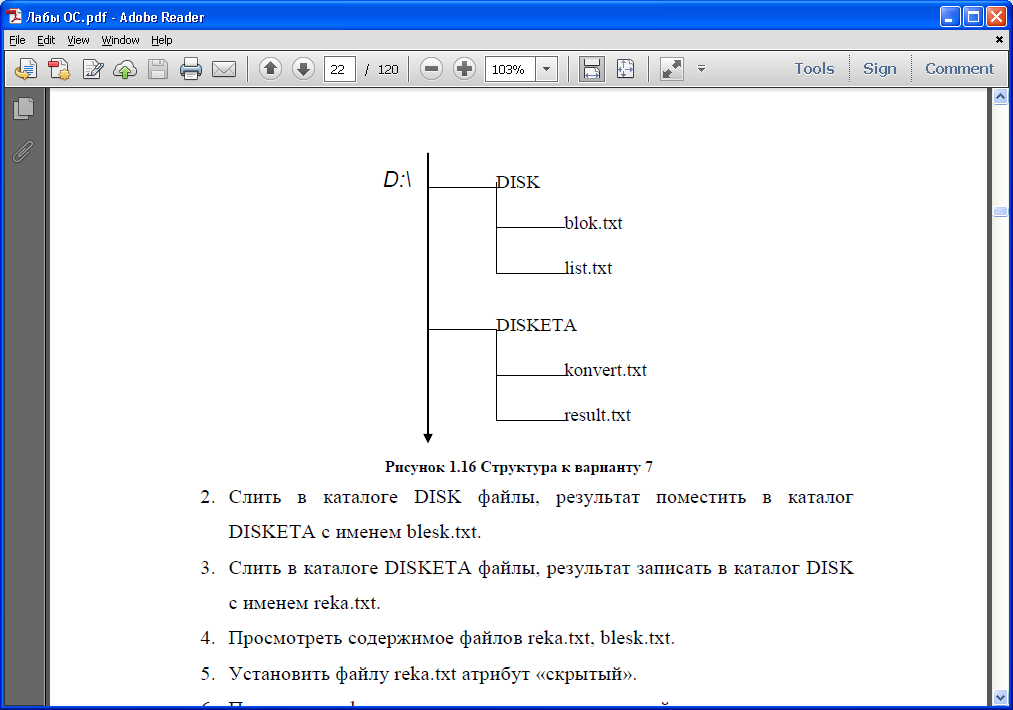 Лабы ОС.pdf - Adobe Reader
File Edit View Window Help
22 / 120 103% Tools Sign Comment
D:\ DISK
blok.txt
list.txt
DISKETA
konvert.txt
result.txt
Рисунок 1.16 Структура к варианту 7
2. Слить в каталоге DISK файлы, результат поместить в каталог
DISKETA с именем blesk.txt.
3. Слить в каталоге DISKETA файлы, результат записать в каталог DISK
с именем reka.txt.
4. Просмотреть содержимое файлов reka.txt, blesk.txt.
5. Установить файлу reka.txt атрибут «скрытый».